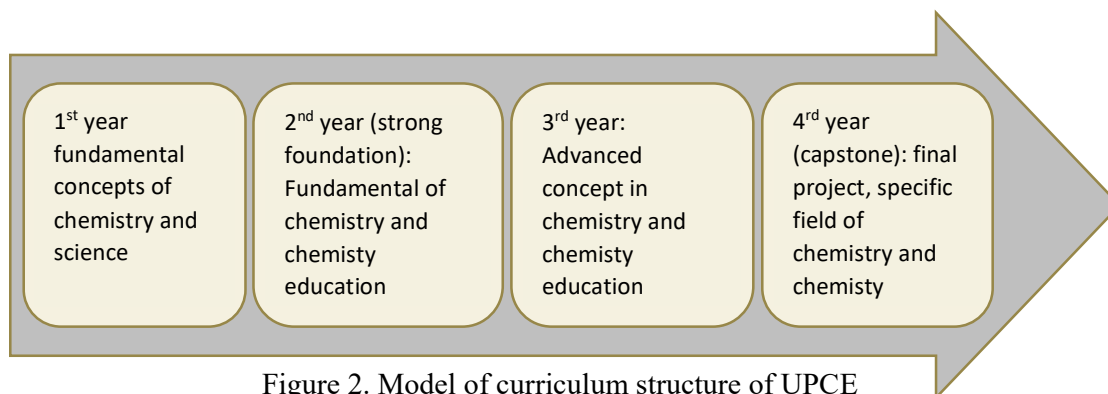 1st year
fundamental
concepts of
chemistry and
science
2nd year (strong
foundation):
Fundamental of
chemistry and
chemisty
education
3rd year:
Advanced
concept in
chemistry and
chemisty
education
4rd year
(capstone): final
project, specific
field of
chemistry and
chemisty
Figure 2. Model of curriculum structure of UPCE